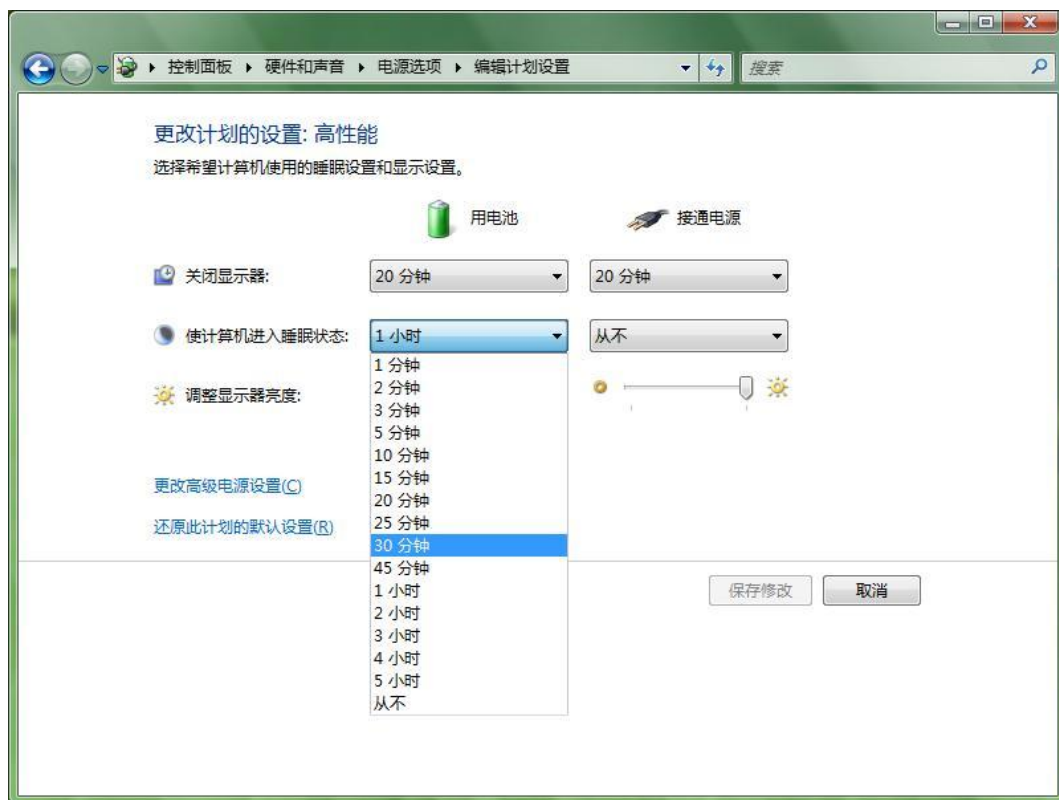 控制面板 硬件和声音 电源选项 编辑计划设置 搜索
更改计划的设置: 高性能
选择希望计算机使用的睡眠设置和显示设置。
用电池 接通电源
关闭显示器: 20 分钟 20 分钟
使计算机进入睡眠状态: 1 小时 从不
1 分钟
2 分钟
调整显示器亮度:
3 分钟
5 分钟
10 分钟
15 分钟
更改高级电源设置(C)
20 分钟
25 分钟
还原此计划的默认设置(R)
30 分钟
45 分钟
1 小时
保存修改 取消
2 小时
3 小时
4 小时
5 小时
从不